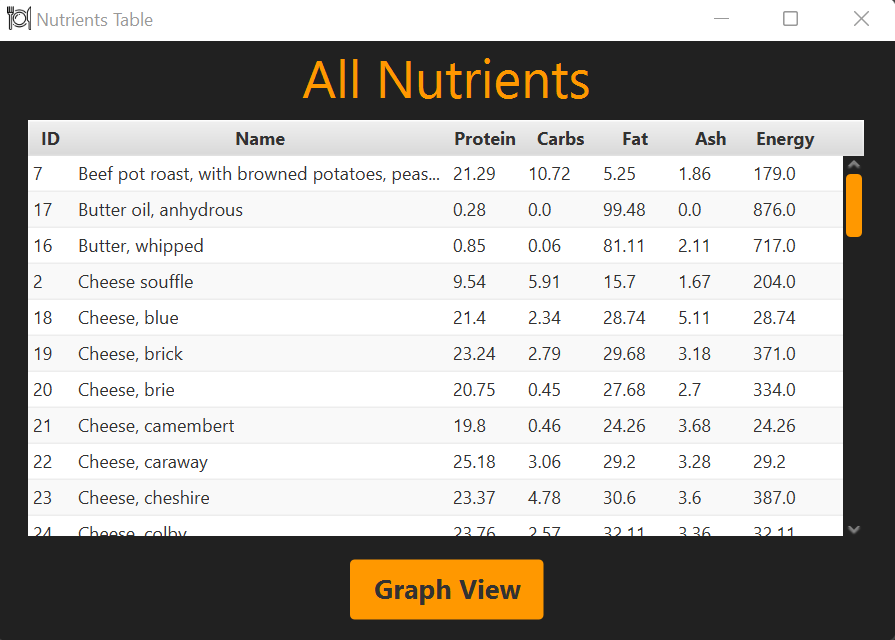 Nutrients Table
All Nutrients
ID Name Protein Carbs Fat Ash Energy
7 Beef pot roast, with browned potatoes, peas... 21.29 10.72 5.25 1.86 179.0
17 Butter oil, anhydrous 0.28 0.0 99.48 0.0 876.0
16 Butter, whipped 0.85 0.06 81.11 2.11 717.0
2 Cheese souffle 9.54 5.91 15.7 1.67 204.0
18 Cheese, blue 21.4 2.34 28.74 5.11 28.74
19 Cheese, brick 23.24 2.79 29.68 3.18 371.0
20 Cheese, brie 20.75 0.45 27.68 2.7 334.0
21 Cheese, camembert 19.8 0.46 24.26 3.68 24.26
22 Cheese, caraway 25.18 3.06 29.2 3.28 29.2
23 Cheese, cheshire 23.37 4.78 30.6 3.6 387.0
24 Cheese, colby 23.76 2.57 32.11 3.36 32.11
Graph View